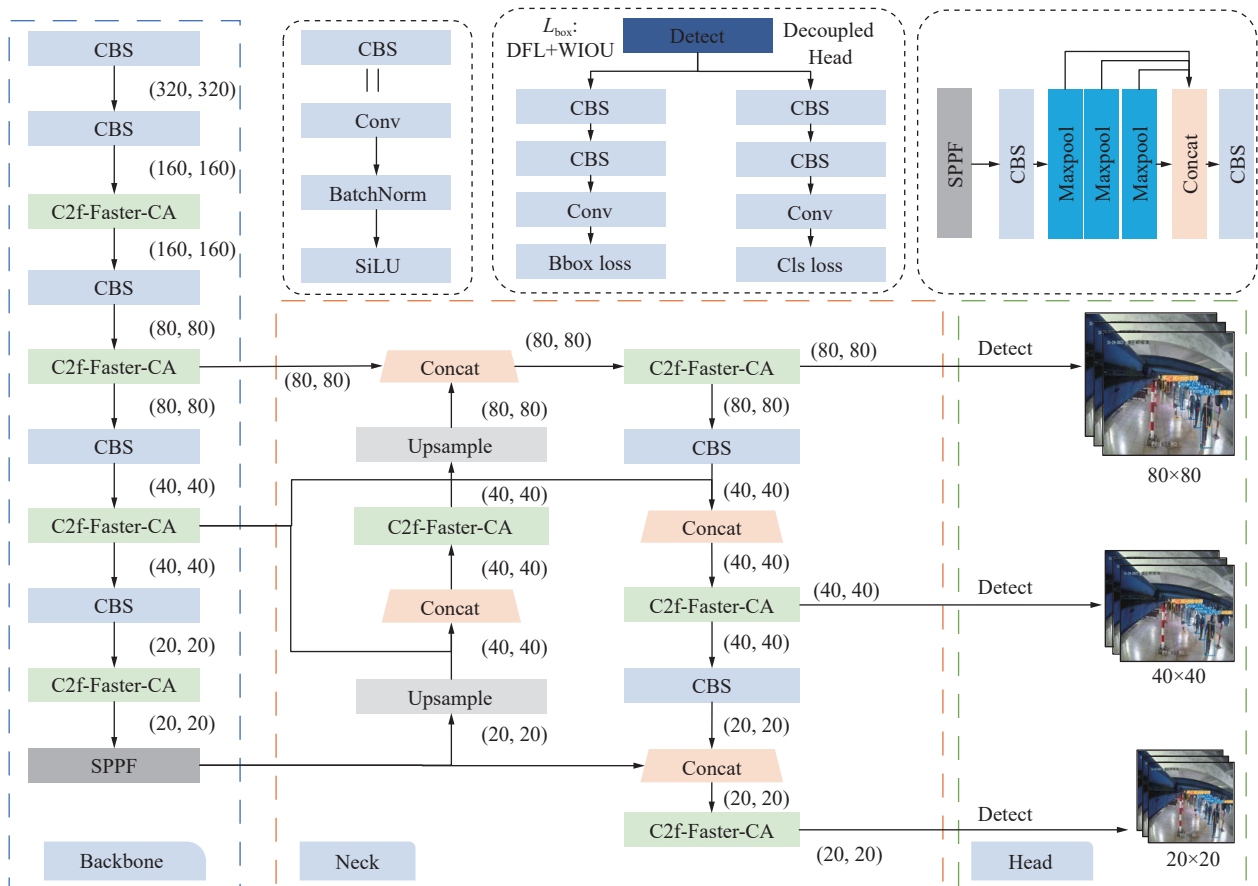 CBS
(320, 320)
CBS
(160, 160)
C2f-Faster-CA
(160, 160)
CBS
(80, 80)
C2f-Faster-CA
(80, 80)
CBS
(40, 40)
C2f-Faster-CA
(40, 40)
CBS
(20, 20)
C2f-Faster-CA
(20, 20)
SPPF
Backbone
CBS
Conv
BatchNorm
SiLU
L_box:
DFL+WIOU
Detect
Decoupled
Head
CBS
CBS
Conv
Bbox loss
CBS
CBS
Conv
Cls loss
SPPF
CBS
Maxpool
Maxpool
Maxpool
Concat
CBS
(80, 80)
Concat
(80, 80)
(80, 80)
Upsample
(40, 40)
C2f-Faster-CA
(40, 40)
Concat
(40, 40)
Upsample
(20, 20)
C2f-Faster-CA
(80, 80)
(80, 80)
CBS
(40, 40)
Concat
(40, 40)
C2f-Faster-CA
(40, 40)
(40, 40)
CBS
(20, 20)
Concat
(20, 20)
C2f-Faster-CA
(20, 20)
Neck
Detect
80×80
Detect
40×40
Detect
20×20
Head